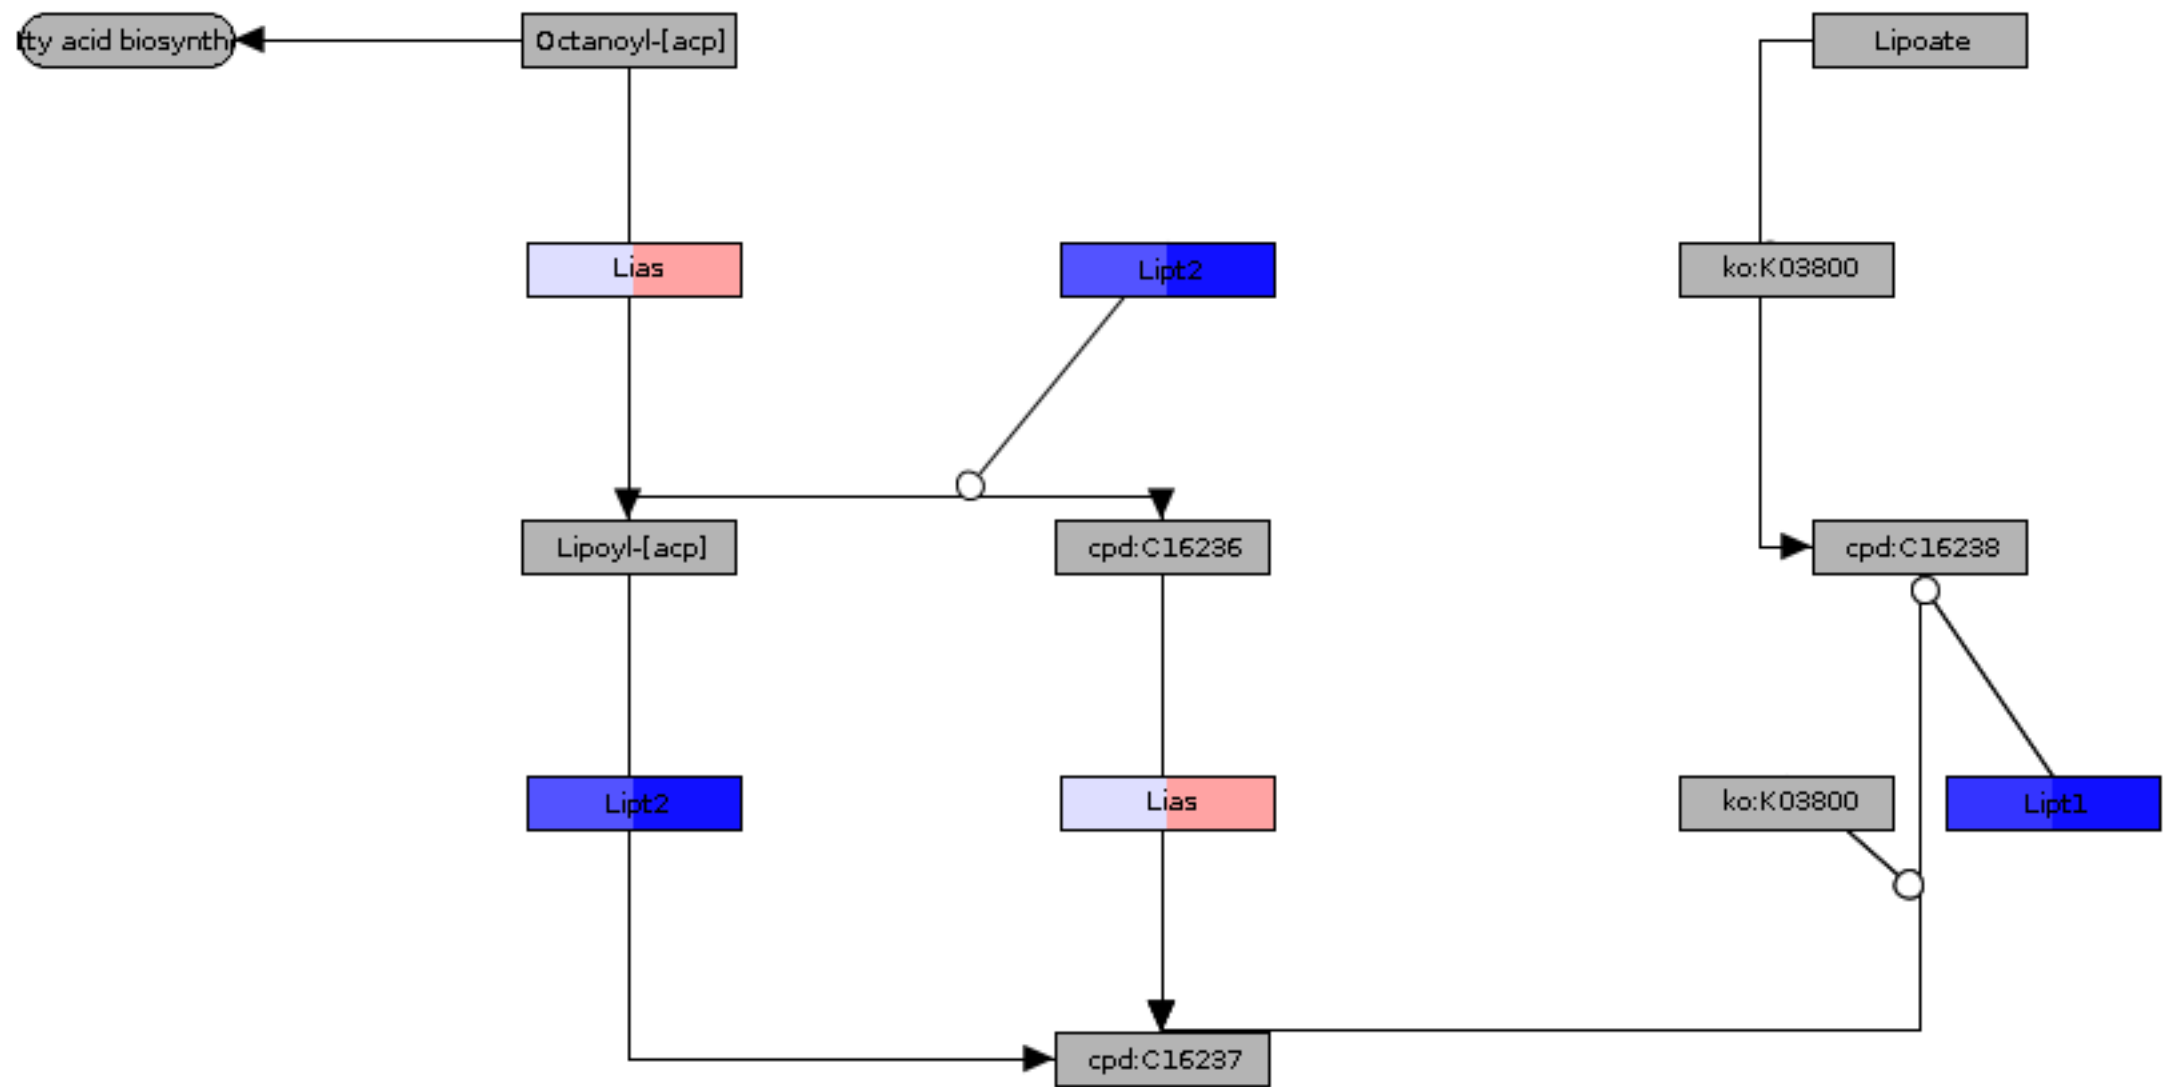 tty acid biosynth
Octanoyl-[acp]
Lipoate
Lias
Lipt2
ko:K03800
Lipoyl-[acp]
cpd:C16236
cpd:C16238
Lipt2
Lias
ko:K03800
Lipt1
cpd:C16237